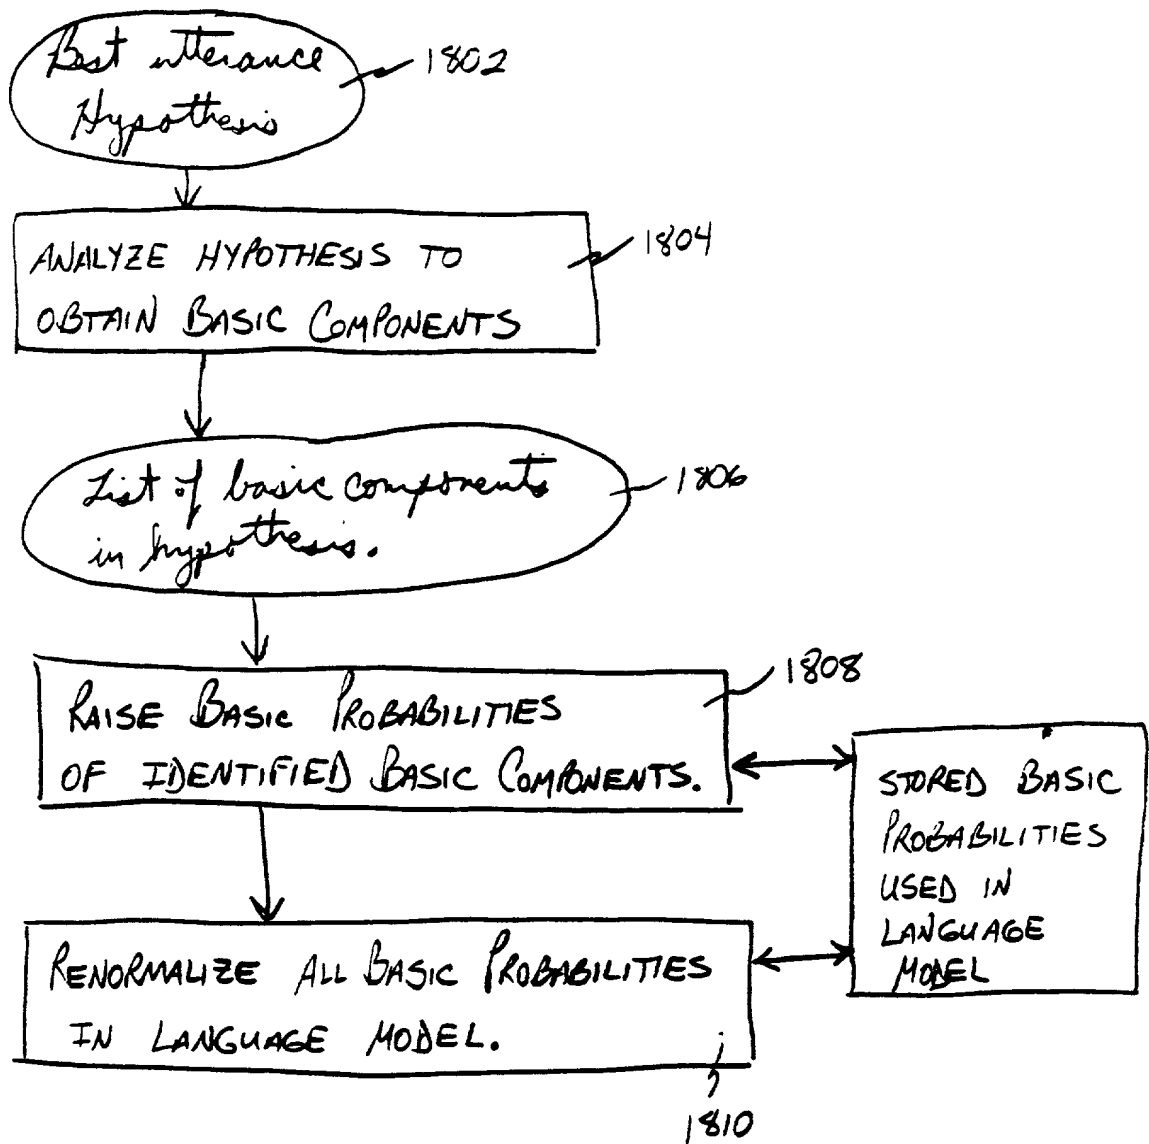 Best utterance
Hypothesis
1802
ANALYZE HYPOTHESIS TO
OBTAIN BASIC COMPONENTS
1804
List of basic components
in hypothesis.
1806
RAISE BASIC PROBABILITIES
OF IDENTIFIED BASIC COMPONENTS.
1808
STORED BASIC
PROBABILITIES
USED IN
LANGUAGE
MODEL
RENORMALIZE ALL BASIC PROBABILITIES
IN LANGUAGE MODEL.
1810